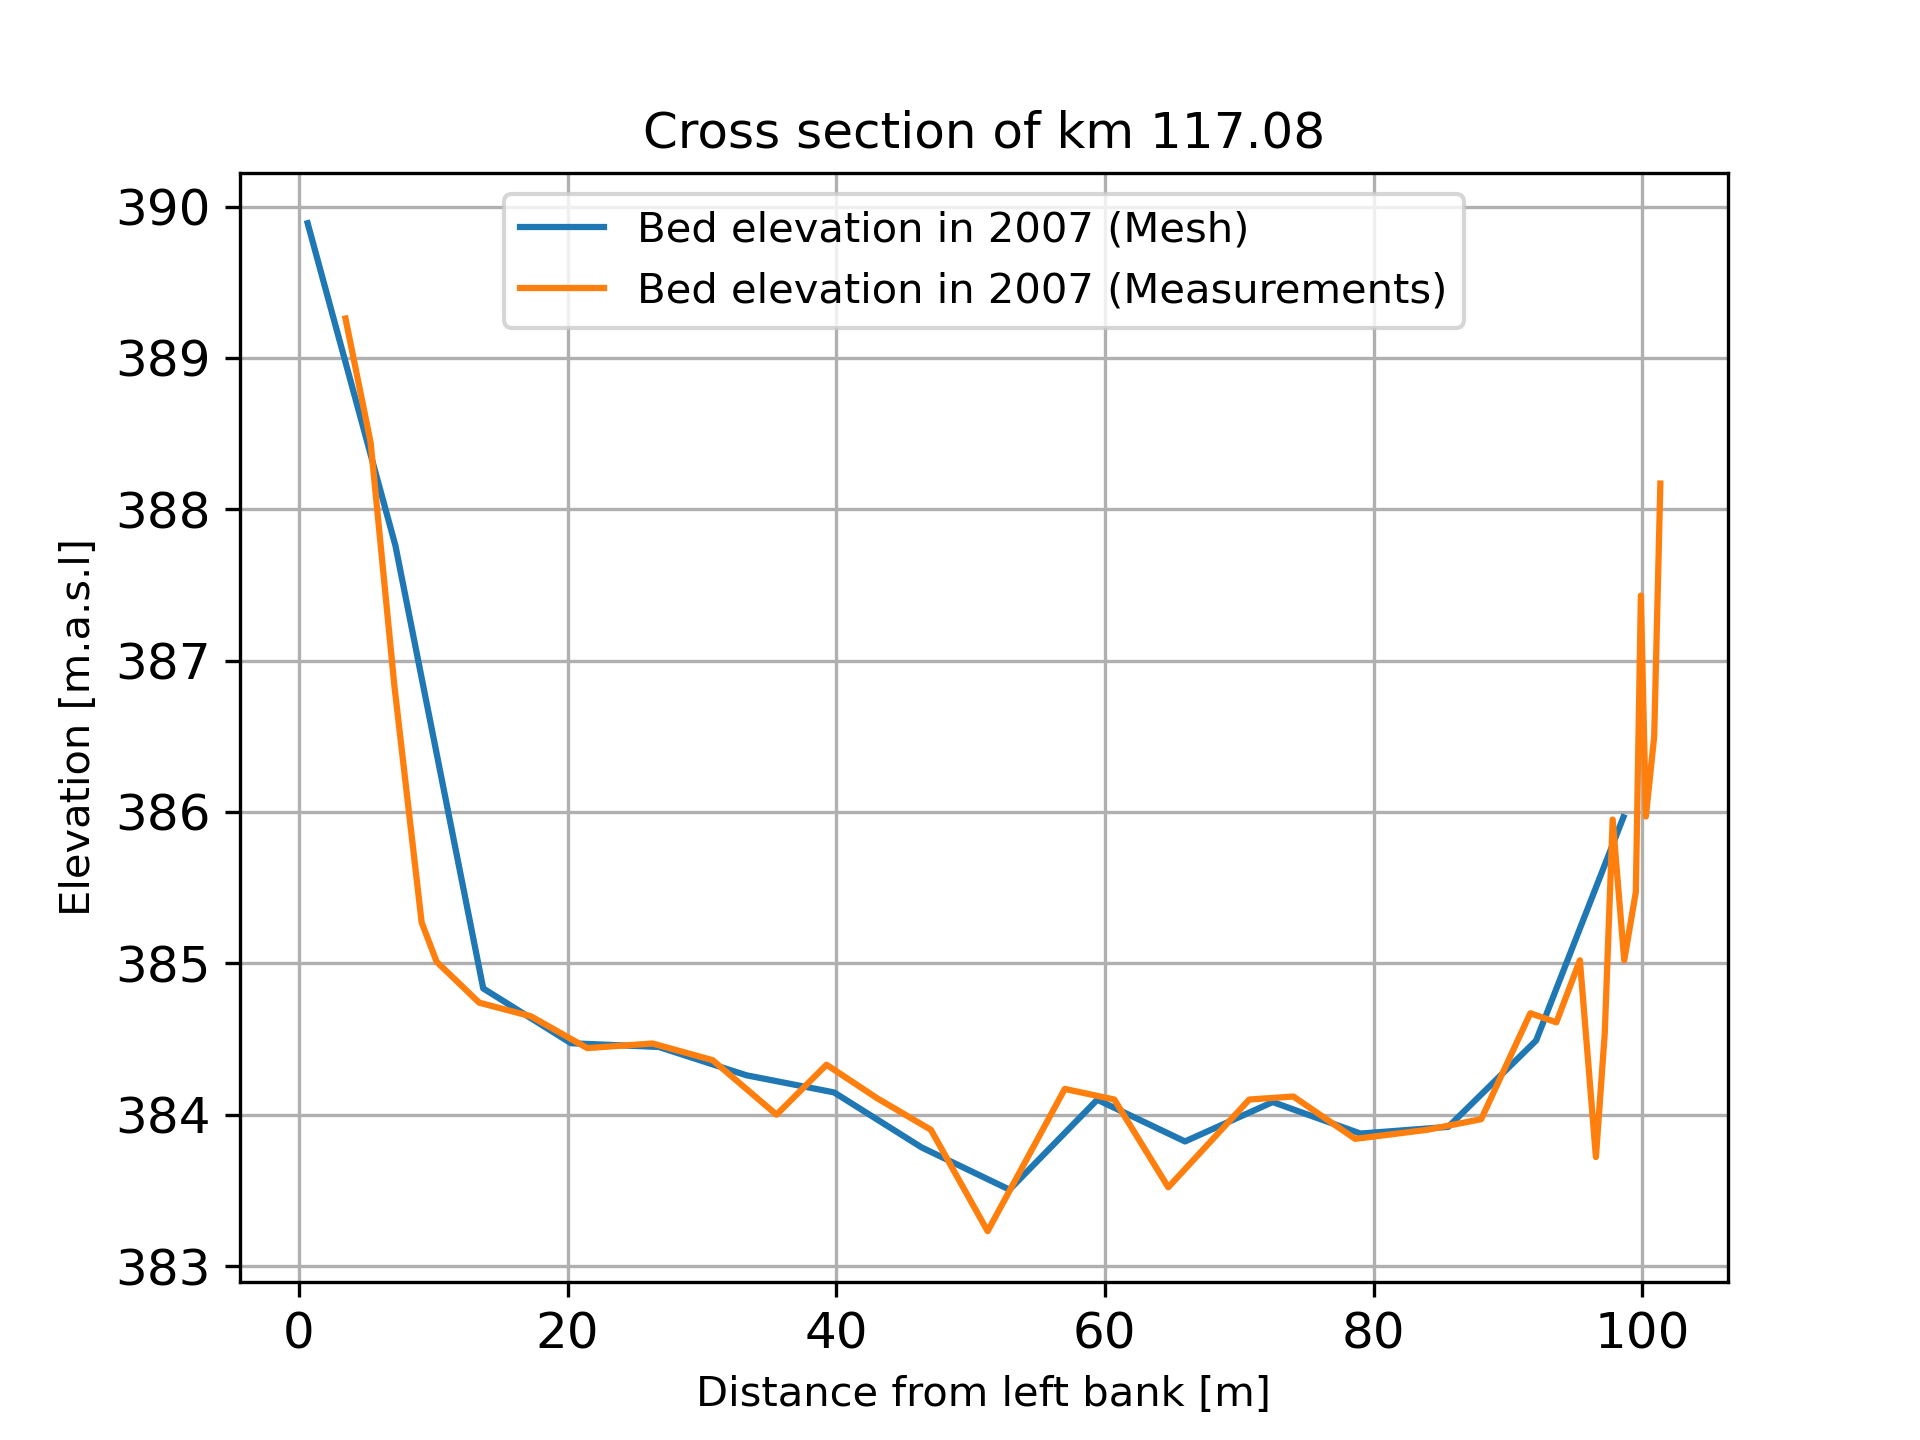 Cross section of km 117.08
Bed elevation in 2007 (Mesh)
Bed elevation in 2007 (Measurements)
390
389
388
387
386
385
384
383
Elevation [m.a.s.l]
0 20 40 60 80 100
Distance from left bank [m]